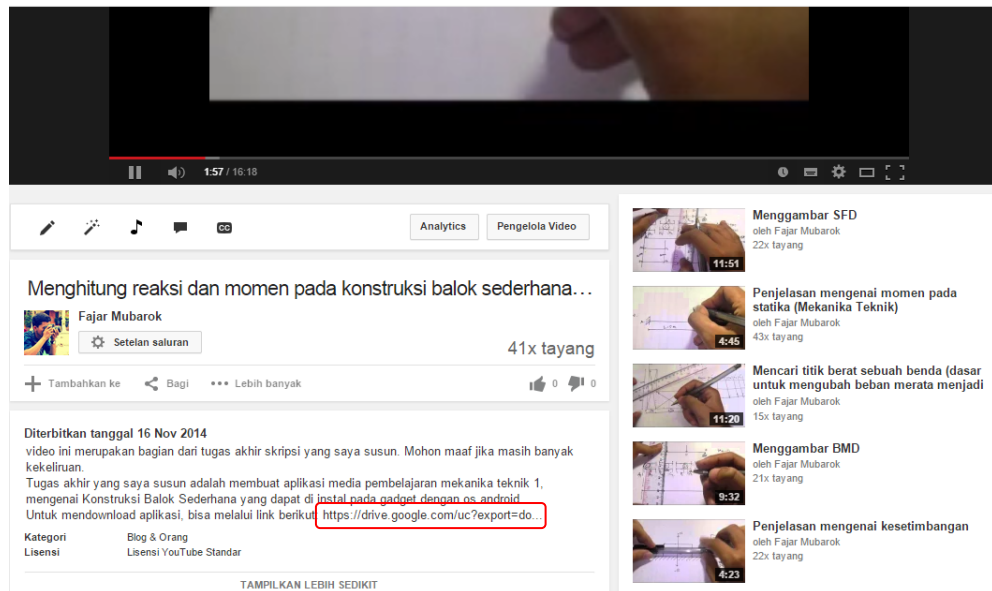 1:57 / 16:18
CC
Analytics
Pengelola Video
Menghitung reaksi dan momen pada konstruksi balok sederhana...
Fajar Mubarok
Setelan saluran
41x tayang
Tambahkan ke
Bagi
Lebih banyak
0
0
Diterbitkan tanggal 16 Nov 2014
video ini merupakan bagian dari tugas akhir skripsi yang saya susun. Mohon maaf jika masih banyak
kekeliruan.
Tugas akhir yang saya susun adalah membuat aplikasi media pembelajaran mekanika teknik 1,
mengenai Konstruksi Balok Sederhana yang dapat di instal pada gadget dengan os android
Untuk mendownload aplikasi, bisa melalui link berikut: https://drive.google.com/uc?export=do...
Kategori Blog & Orang
Lisensi Lisensi YouTube Standar
TAMPILKAN LEBIH SEDIKIT
Menggambar SFD
oleh Fajar Mubarok
22x tayang
11:51
Penjelasan mengenai momen pada
statika (Mekanika Teknik)
oleh Fajar Mubarok
43x tayang
4:45
Mencari titik berat sebuah benda (dasar
untuk mengubah beban merata menjadi
oleh Fajar Mubarok
15x tayang
11:20
Menggambar BMD
oleh Fajar Mubarok
21x tayang
9:32
Penjelasan mengenai kesetimbangan
oleh Fajar Mubarok
22x tayang
4:23